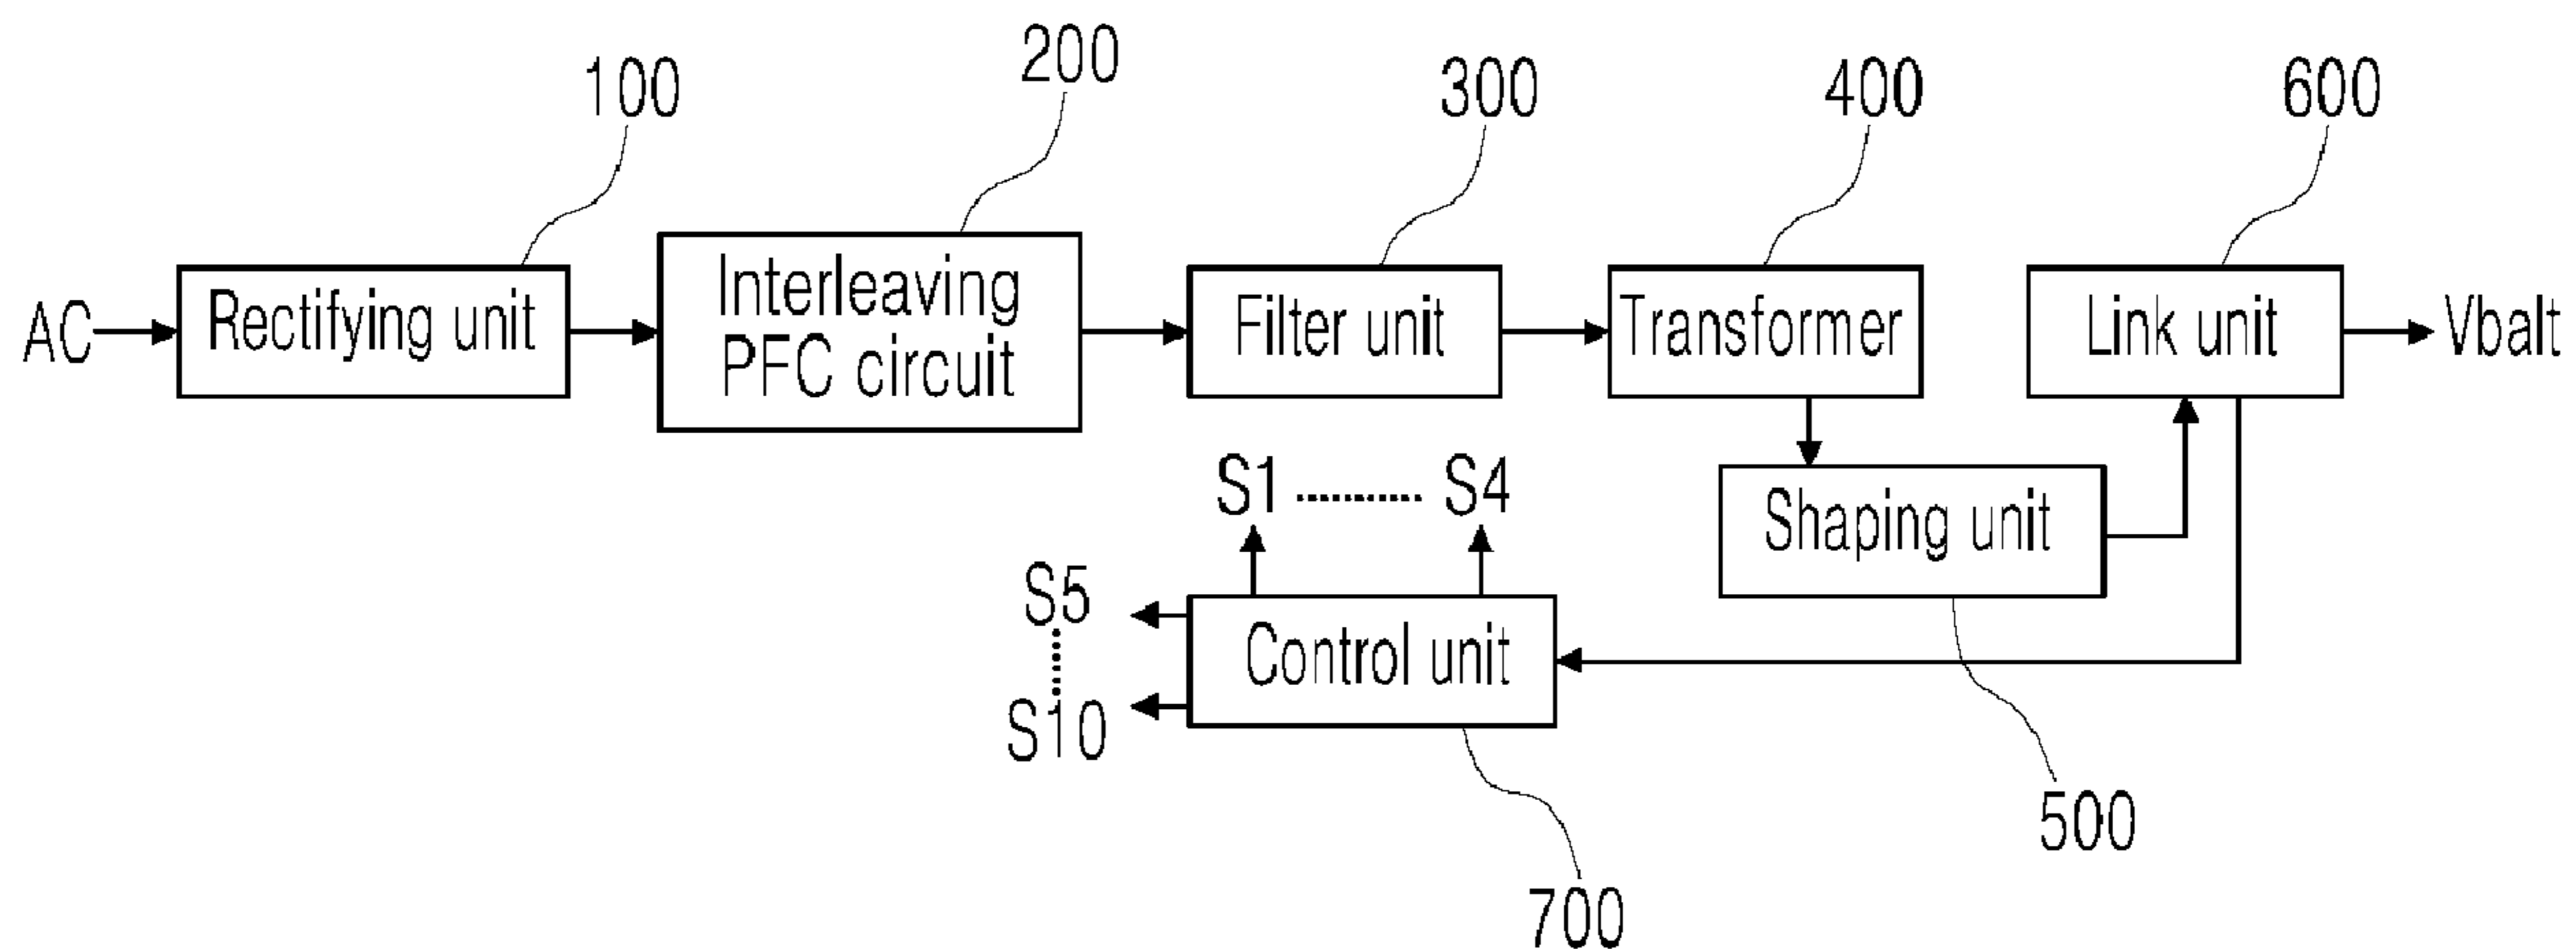 100
200
300
400
600
AC
Rectifying unit
Interleaving
PFC circuit
Filter unit
Transformer
Link unit
Vbalt
S1
S4
Shaping unit
S5
S10
Control unit
500
700